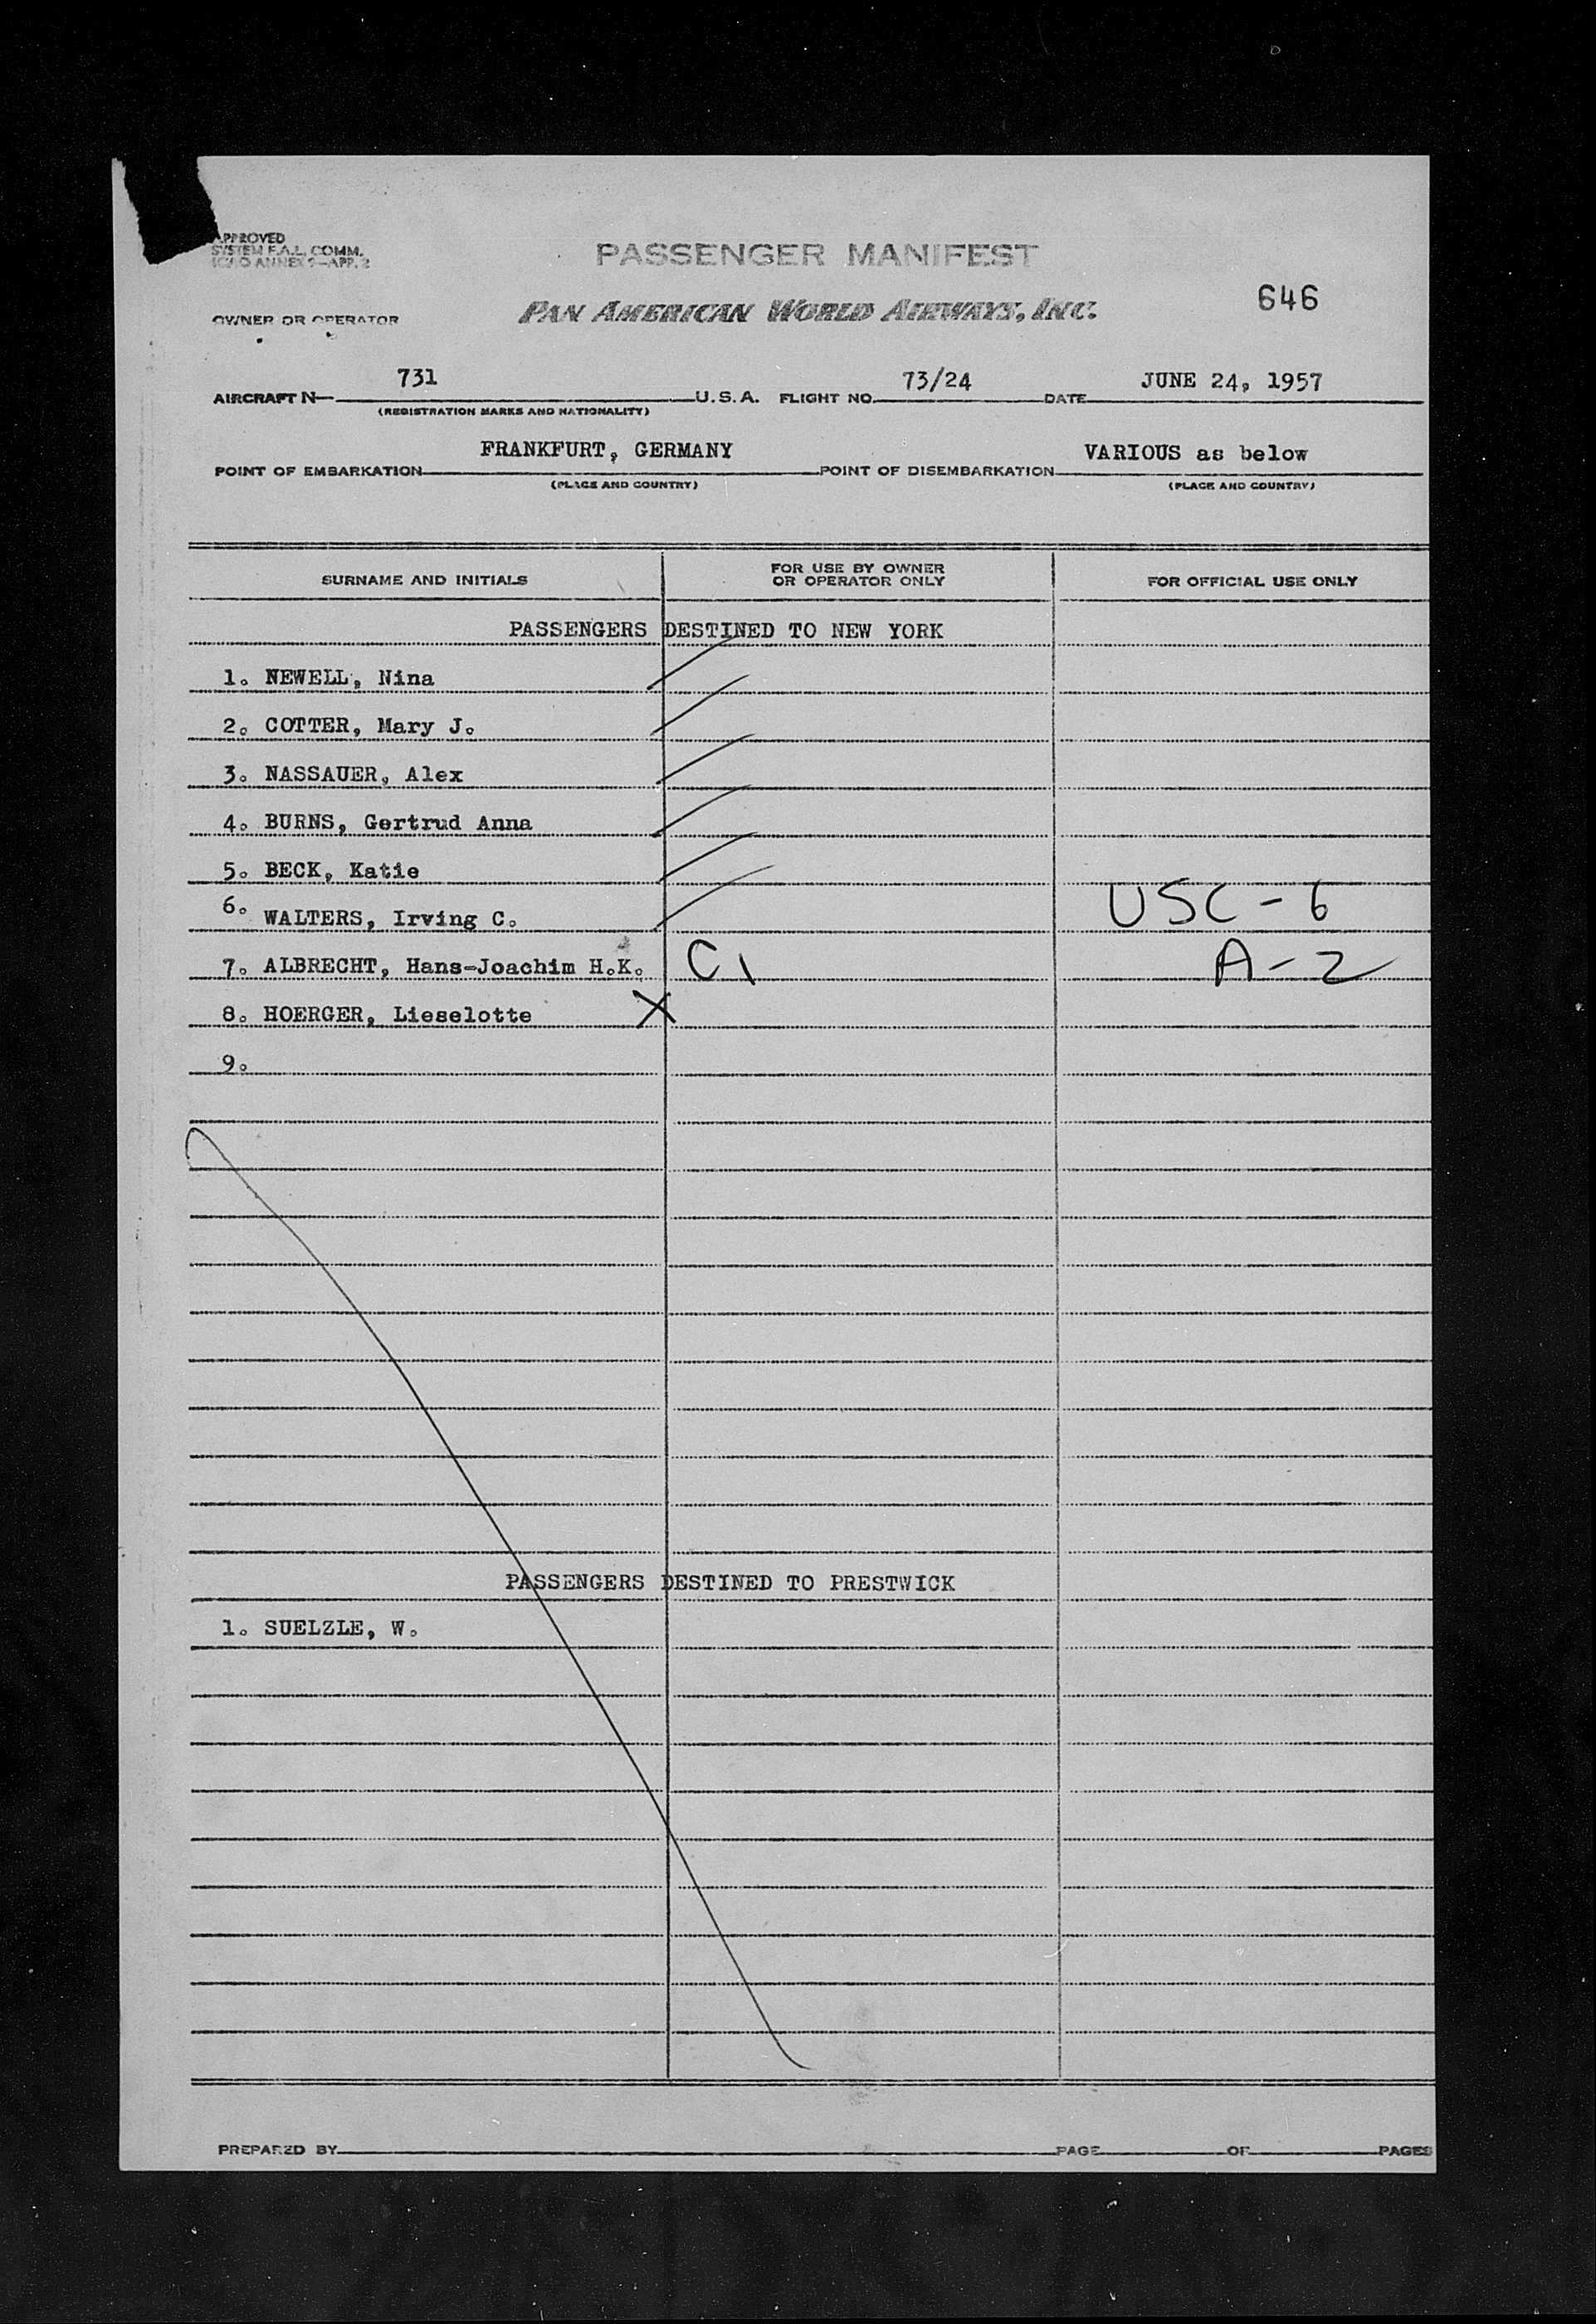 APPROVED
SYSTEM F.A.L. COMM.
ICAO ANNEX 9—APP. 2
PASSENGER MANIFEST
646
OWNER OR OPERATOR
PAN AMERICAN WORLD AIRWAYS, INC.
AIRCRAFT N— 731 U.S.A. FLIGHT NO. 73/24 DATE JUNE 24, 1957
(REGISTRATION MARKS AND NATIONALITY)
POINT OF EMBARKATION FRANKFURT, GERMANY POINT OF DISEMBARKATION VARIOUS as below
(PLACE AND COUNTRY) (PLACE AND COUNTRY)
SURNAME AND INITIALS FOR USE BY OWNER OR OPERATOR ONLY FOR OFFICIAL USE ONLY
PASSENGERS DESTINED TO NEW YORK
1. NEWELL, Nina
2. COTTER, Mary J.
3. NASSAUER, Alex
4. BURNS, Gertrud Anna
5. BECK, Katie
6. WALTERS, Irving C. USC-6
7. ALBRECHT, Hans-Joachim H.K. C1 A-2
8. HOERGER, Lieselotte X
9.
PASSENGERS DESTINED TO PRESTWICK
1. SUELZLE, W.
PREPARED BY PAGE OF PAGES